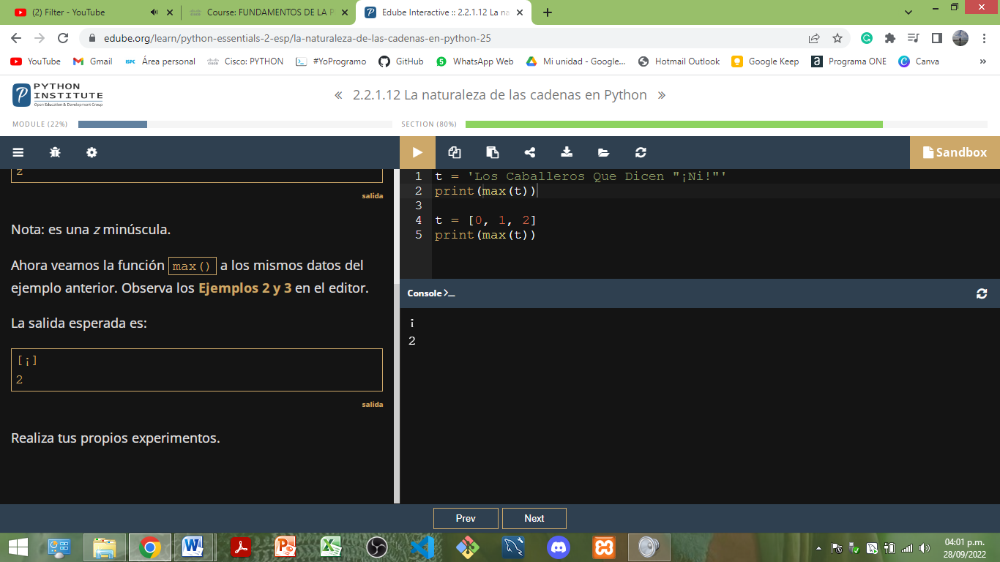 (2) Filter - YouTube
Course: FUNDAMENTOS DE LA P
Edube Interactive :: 2.2.1.12 La na
edube.org/learn/python-essentials-2-esp/la-naturaleza-de-las-cadenas-en-python-25
YouTube Gmail Área personal Cisco: PYTHON #YoProgramo GitHub WhatsApp Web Mi unidad - Google... Hotmail Outlook Google Keep Programa ONE Canva »
PYTHON
INSTITUTE
Open Education & Development Group
« 2.2.1.12 La naturaleza de las cadenas en Python »
MODULE (22%) SECTION (80%)
Sandbox
z
salida
Nota: es una z minúscula.
Ahora veamos la función max() a los mismos datos del
ejemplo anterior. Observa los Ejemplos 2 y 3 en el editor.
La salida esperada es:
[¡]
2
salida
Realiza tus propios experimentos.
1 t = 'Los Caballeros Que Dicen "¡Ni!"'
2 print(max(t))
3
4 t = [0, 1, 2]
5 print(max(t))
Console >_
¡
2
Prev Next
04:01 p.m.
28/09/2022